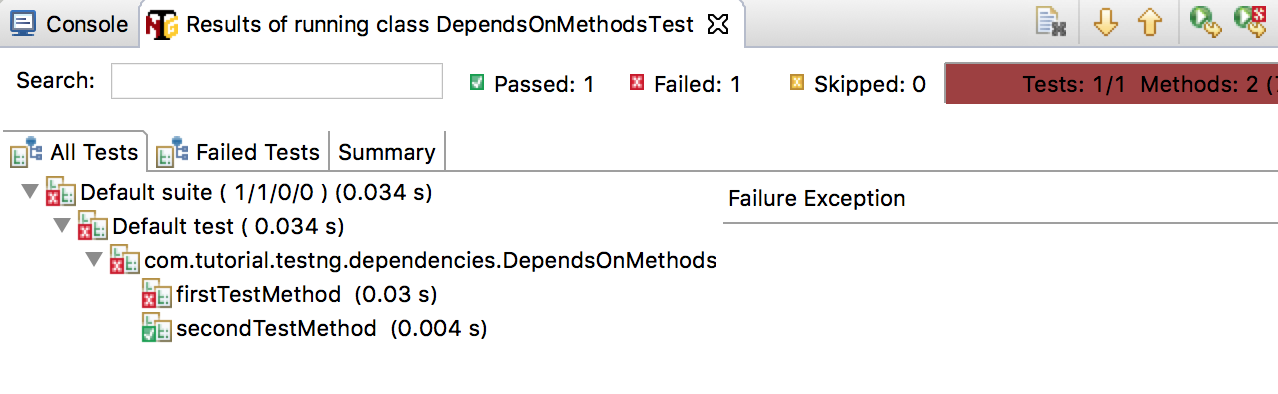 Console Results of running class DependsOnMethodsTest
Search: Passed: 1 Failed: 1 Skipped: 0 Tests: 1/1 Methods: 2 (
All Tests Failed Tests Summary
Default suite ( 1/1/0/0 ) (0.034 s)
Failure Exception
Default test ( 0.034 s)
com.tutorial.testng.dependencies.DependsOnMethods
firstTestMethod (0.03 s)
secondTestMethod (0.004 s)